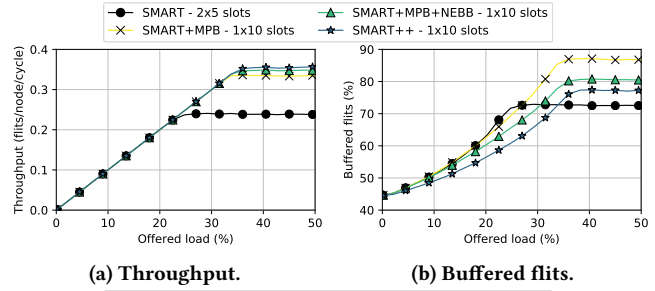 SMART - 2x5 slots
SMART+MPB - 1x10 slots
SMART+MPB+NEBB - 1x10 slots
SMART++ - 1x10 slots
Throughput (flits/node/cycle)
0.4
0.3
0.2
0.1
0.0
0 10 20 30 40 50
Offered load (%)
(a) Throughput.
Buffered flits (%)
90
80
70
60
50
40
0 10 20 30 40 50
Offered load (%)
(b) Buffered flits.